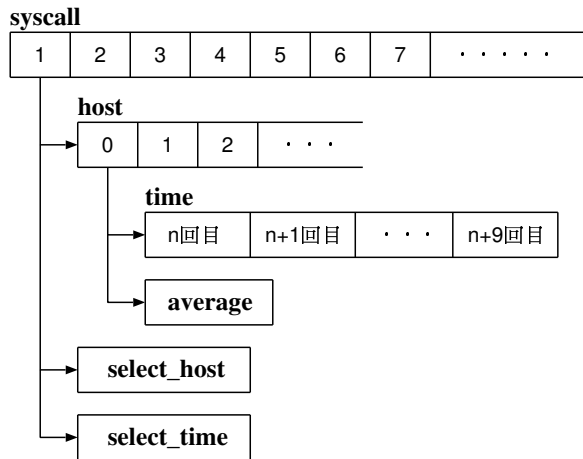 syscall
1 2 3 4 5 6 7 ・・・・・
host
0 1 2 ・・・
time
n回目 n+1回目 ・・・ n+9回目
average
select_host
select_time